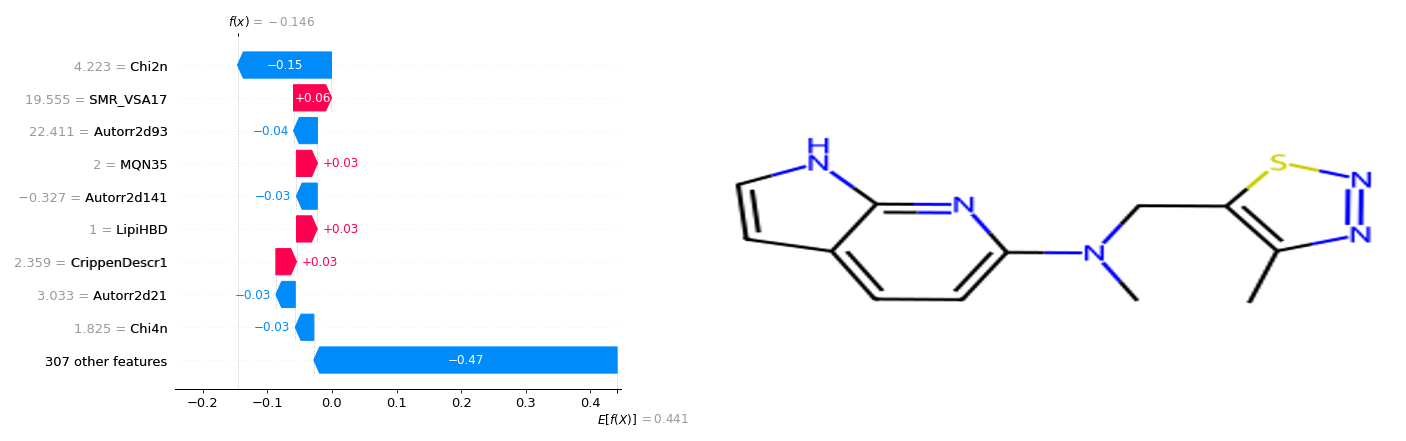 f(x) = −0.146
4.223 = Chi2n
−0.15
19.555 = SMR_VSA17
+0.06
22.411 = Autorr2d93
−0.04
2 = MQN35
+0.03
−0.327 = Autorr2d141
−0.03
1 = LipiHBD
+0.03
2.359 = CrippenDescr1
+0.03
3.033 = Autorr2d21
−0.03
1.825 = Chi4n
−0.03
307 other features
−0.47
−0.2 −0.1 0.0 0.1 0.2 0.3 0.4
E[f(X)] = 0.441
H
N
N
N
S
N
N